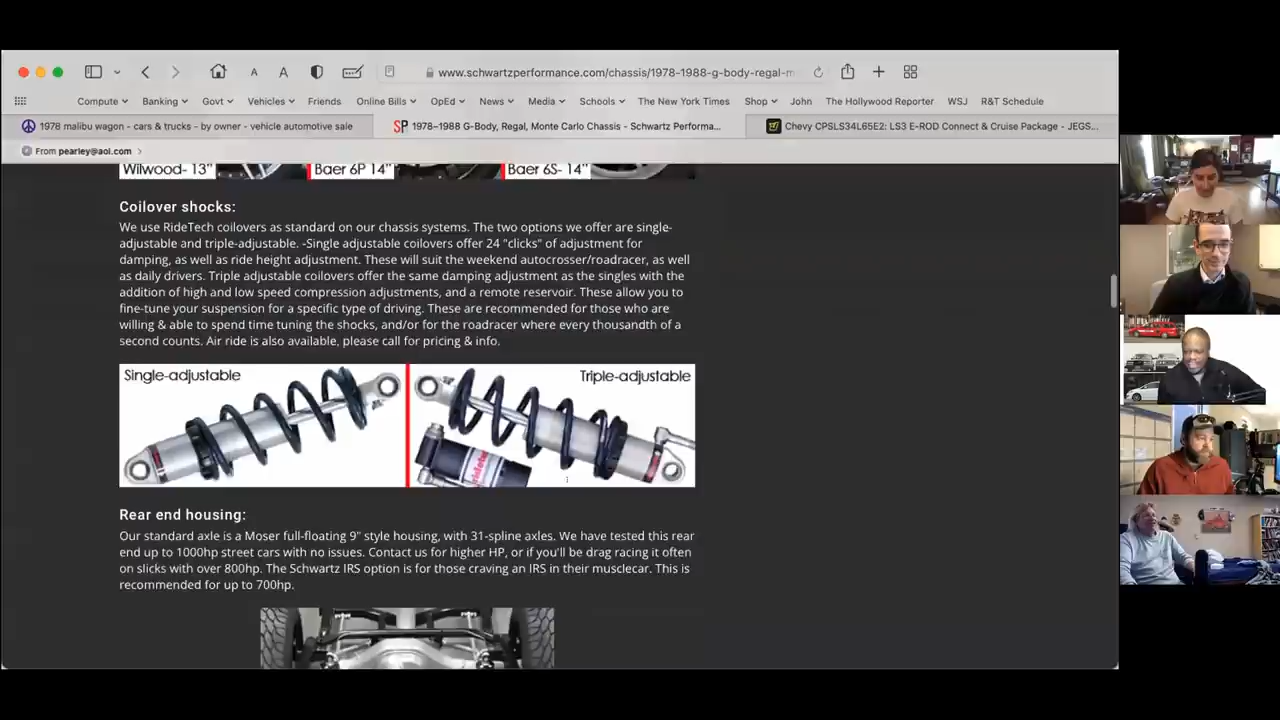 www.schwartzperformance.com/chassis/1978-1988-g-body-regal-m
Compute Banking Govt Vehicles Friends Online Bills OpEd News Media Schools The New York Times Shop John The Hollywood Reporter WSJ R&T Schedule
1978 malibu wagon - cars & trucks - by owner - vehicle automotive sale
SP 1978–1988 G-Body, Regal, Monte Carlo Chassis - Schwartz Performa...
Chevy CPSLS34L65E2: LS3 E-ROD Connect & Cruise Package - JEGS...
From pearley@aol.com
Wilwood- 13" Baer 6P 14" Baer 6S- 14"
Coilover shocks:
We use RideTech coilovers as standard on our chassis systems. The two options we offer are single-
adjustable and triple-adjustable. -Single adjustable coilovers offer 24 "clicks" of adjustment for
damping, as well as ride height adjustment. These will suit the weekend autocrosser/roadracer, as well
as daily drivers. Triple adjustable coilovers offer the same damping adjustment as the singles with the
addition of high and low speed compression adjustments, and a remote reservoir. These allow you to
fine-tune your suspension for a specific type of driving. These are recommended for those who are
willing & able to spend time tuning the shocks, and/or for the roadracer where every thousandth of a
second counts. Air ride is also available, please call for pricing & info.
Single-adjustable
Triple-adjustable
Rear end housing:
Our standard axle is a Moser full-floating 9" style housing, with 31-spline axles. We have tested this rear
end up to 1000hp street cars with no issues. Contact us for higher HP, or if you'll be drag racing it often
on slicks with over 800hp. The Schwartz IRS option is for those craving an IRS in their musclecar. This is
recommended for up to 700hp.